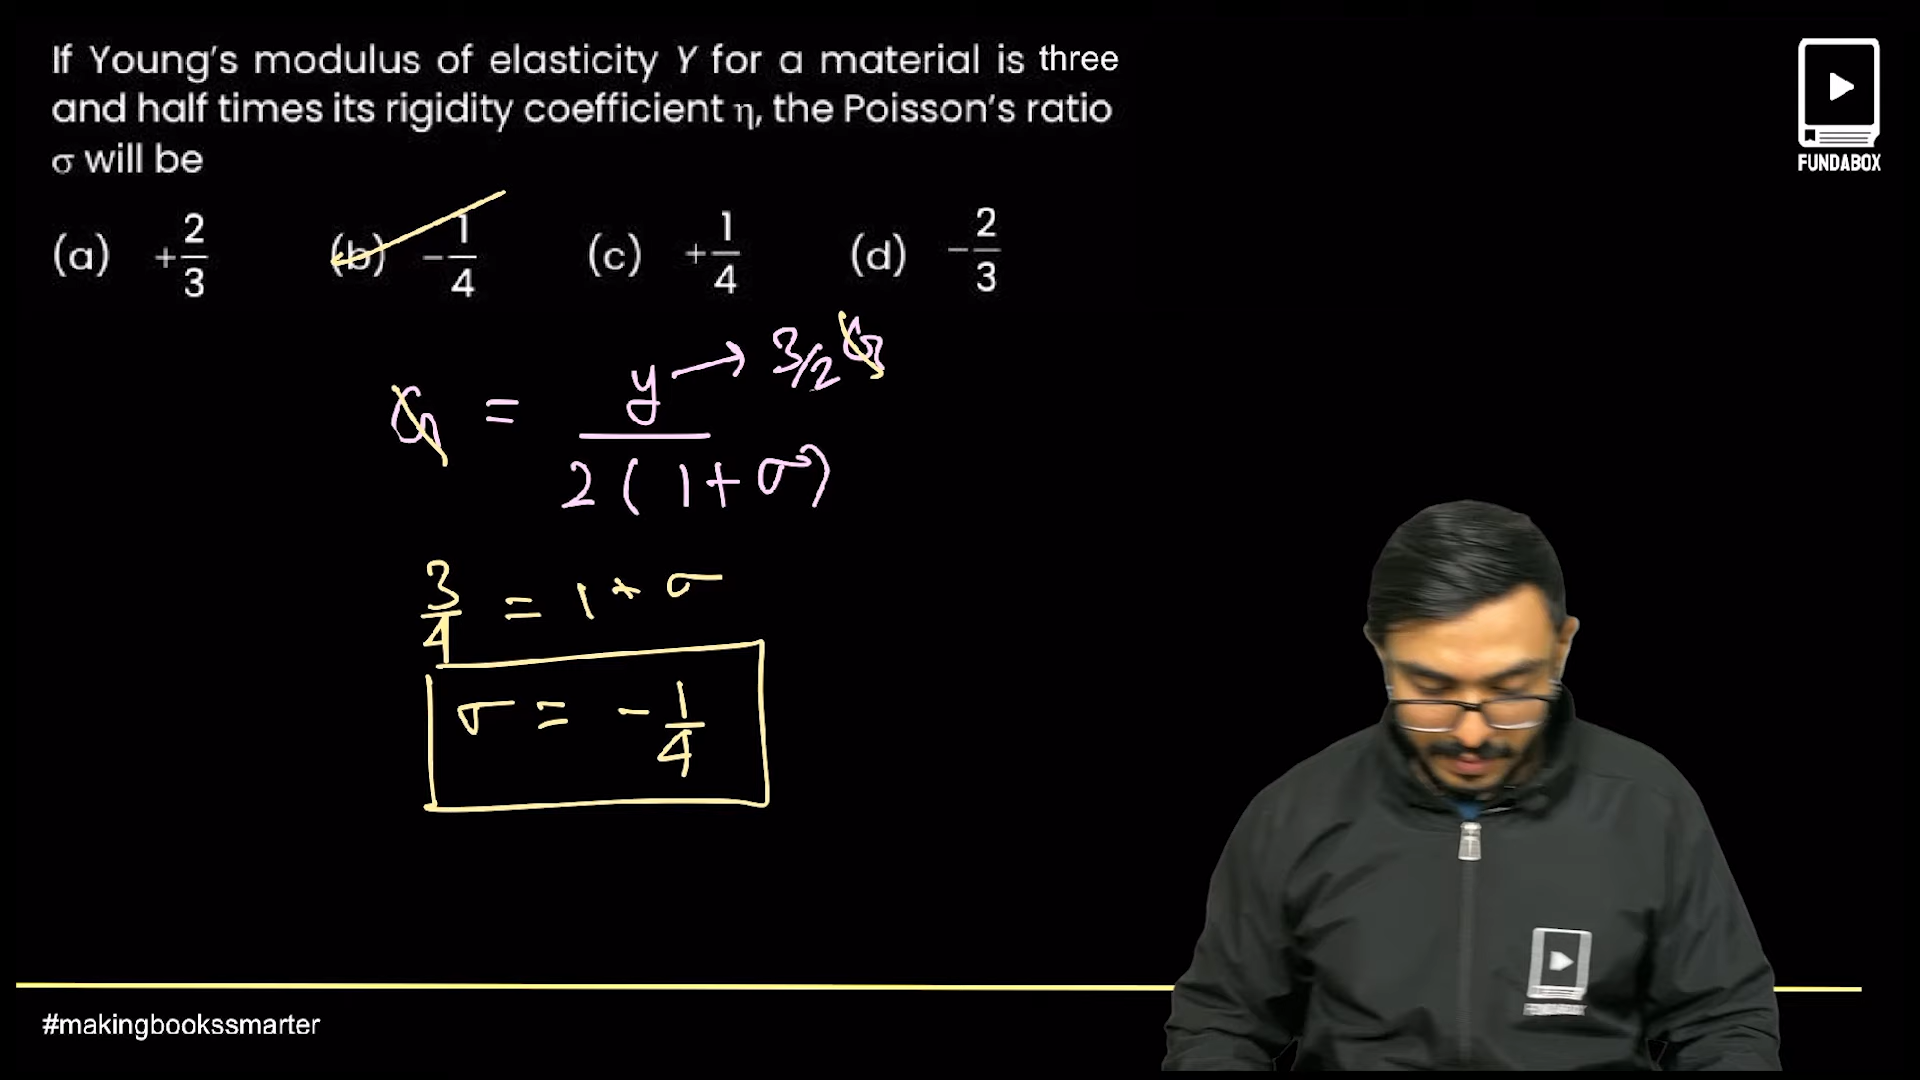 If Young's modulus of elasticity Y for a material is three
and half times its rigidity coefficient η, the Poisson's ratio
σ will be
(a) +2/3 (b) -1/4 (c) +1/4 (d) -2/3
FUNDABOX
G = y/2(1+σ) → 3/2 G
3/4 = 1 + σ
σ = -1/4
#makingbookssmarter